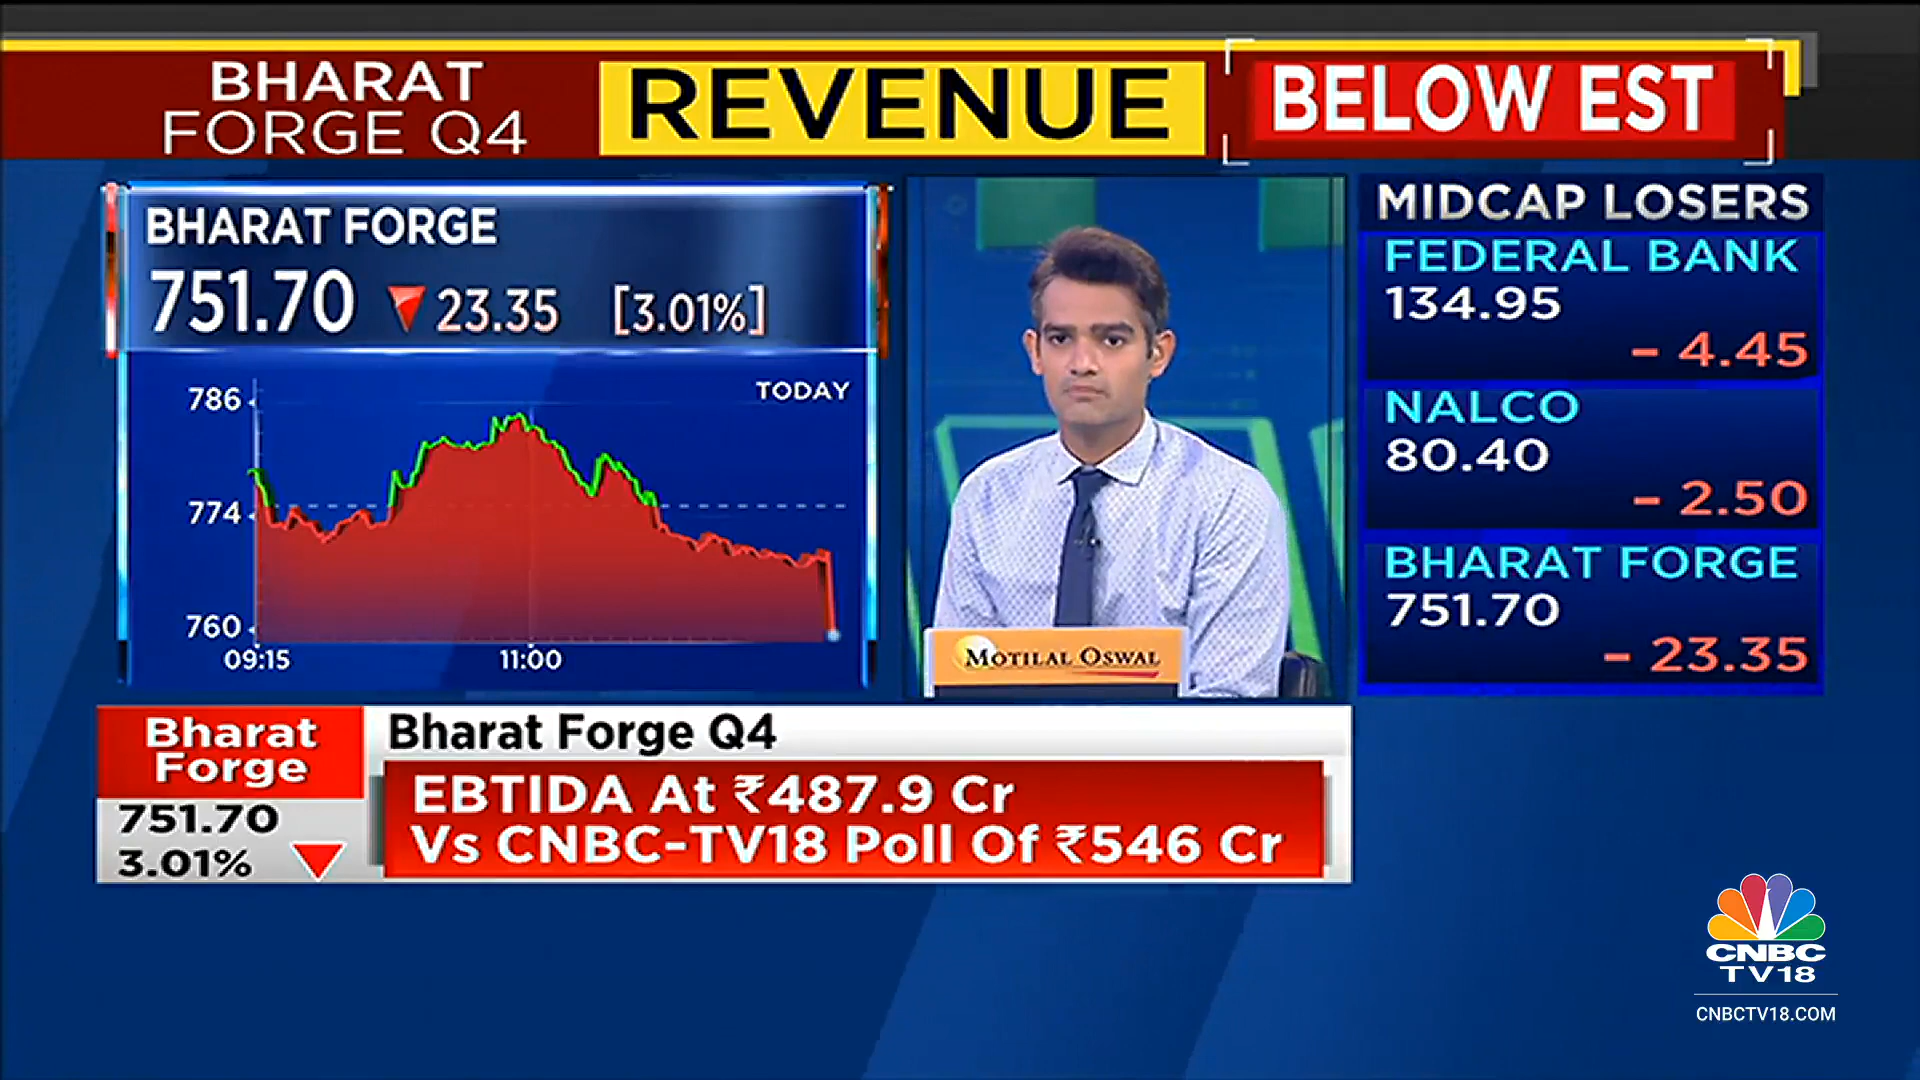 BHARAT
FORGE Q4
REVENUE
BELOW EST
BHARAT FORGE
751.70 ▼ 23.35 [3.01%]
TODAY
786
774
760
09:15 11:00
MOTILAL OSWAL
MIDCAP LOSERS
FEDERAL BANK
134.95
- 4.45
NALCO
80.40
- 2.50
BHARAT FORGE
751.70
- 23.35
Bharat
Forge
751.70
3.01% ▼
Bharat Forge Q4
EBTIDA At ₹487.9 Cr
Vs CNBC-TV18 Poll Of ₹546 Cr
CNBC
TV18
CNBCTV18.COM